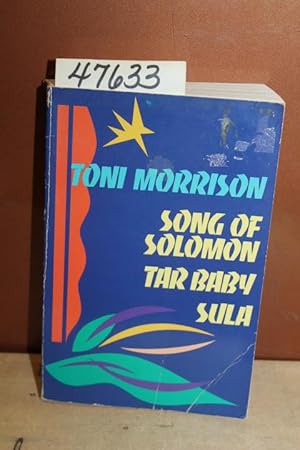 47633
TONI MORRISON
SONG OF
SOLOMON
TAR BABY
SULA